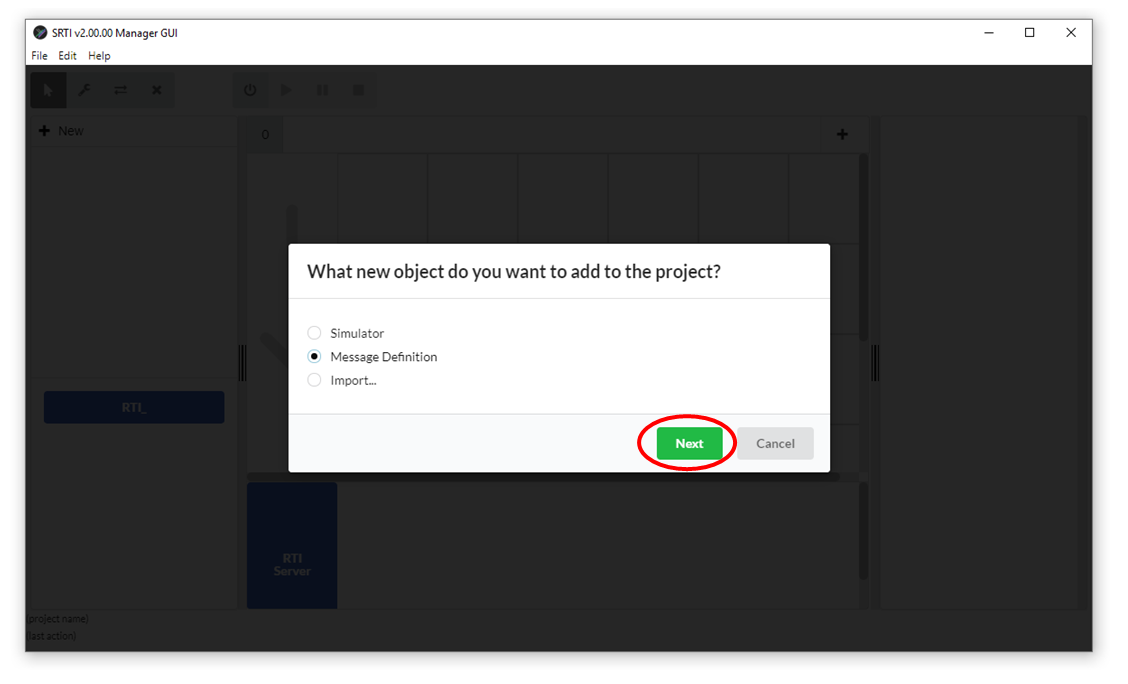 SRTI v2.00.00 Manager GUI
File Edit Help
New
0
What new object do you want to add to the project?
Simulator
Message Definition
Import...
RTI_
Next Cancel
RTI
Server
(project name)
(last action)